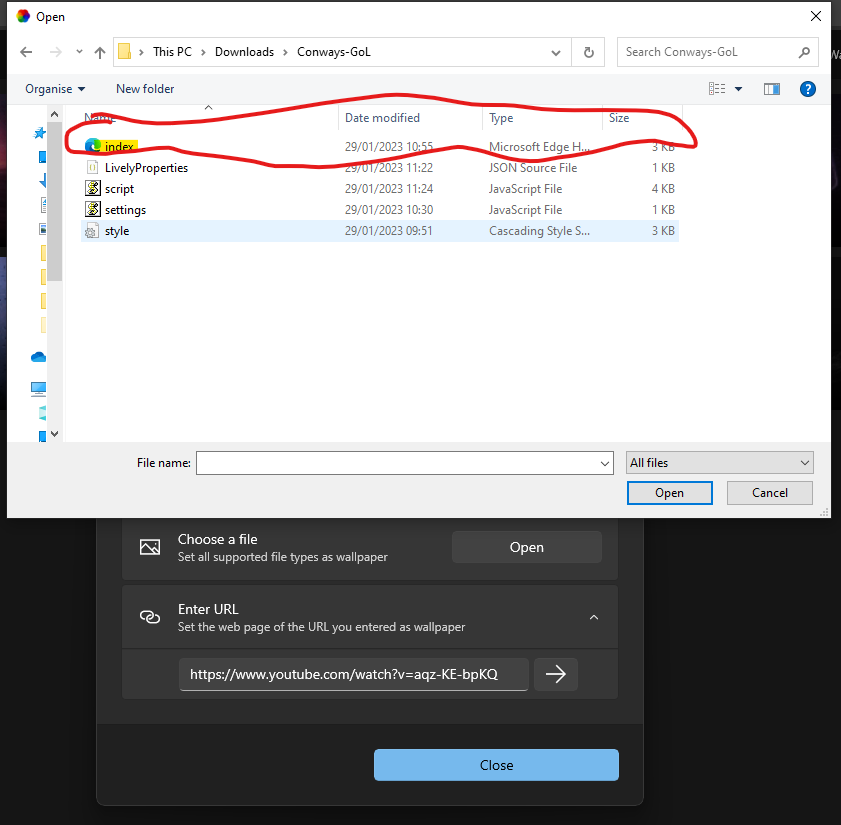 Open
This PC > Downloads > Conways-GoL
Search Conways-GoL
Organise New folder
Name Date modified Type Size
index 29/01/2023 10:55 Microsoft Edge H... 3 KB
LivelyProperties 29/01/2023 11:22 JSON Source File 1 KB
script 29/01/2023 11:24 JavaScript File 4 KB
settings 29/01/2023 10:30 JavaScript File 1 KB
style 29/01/2023 09:51 Cascading Style S... 3 KB
File name: All files
Open Cancel
Choose a file
Set all supported file types as wallpaper
Open
Enter URL
Set the web page of the URL you entered as wallpaper
https://www.youtube.com/watch?v=aqz-KE-bpKQ
Close